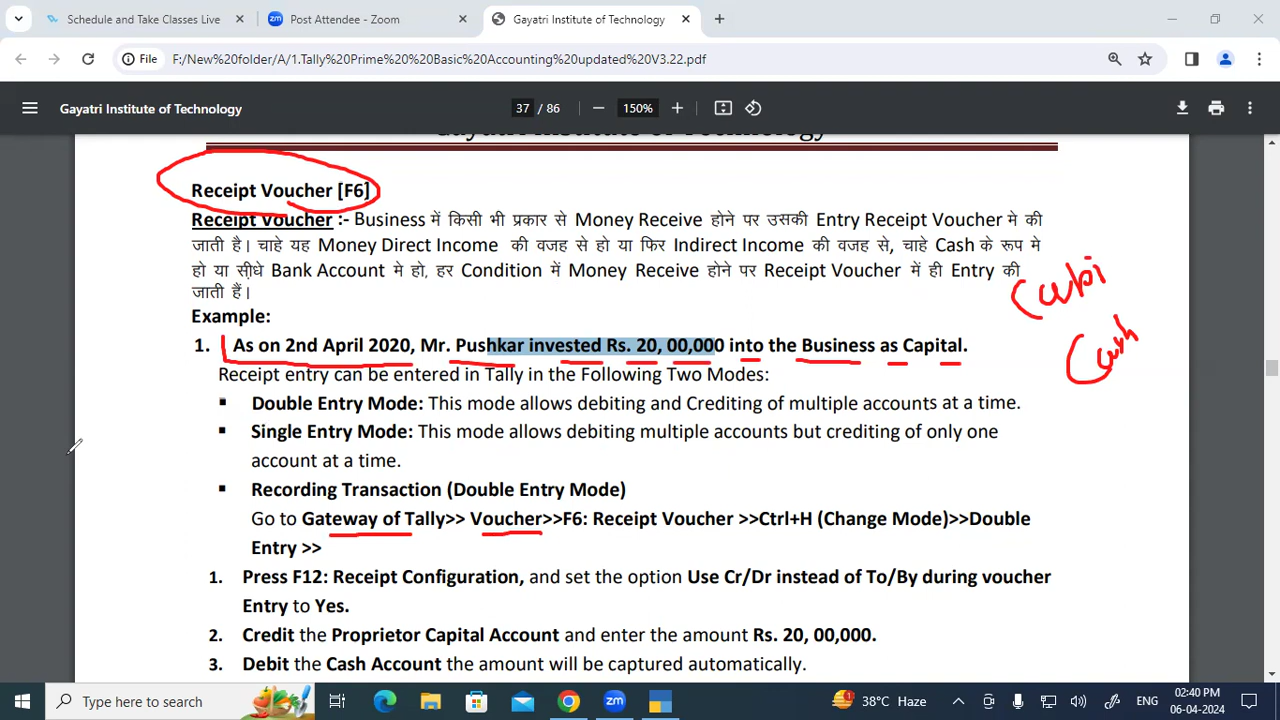 Schedule and Take Classes Live
Post Attendee - Zoom
Gayatri Institute of Technology
File
F:/New%20folder/A/1.Tally%20Prime%20%20Basic%20Accounting%20updated%20V3.22.pdf
Gayatri Institute of Technology
37 / 86
150%
Gayatri Institute of Technology
Receipt Voucher [F6]
Receipt Voucher :- Business में किसी भी प्रकार से Money Receive होने पर उसकी Entry Receipt Voucher मे की
जाती है। चाहे यह Money Direct Income की वजह से हो या फिर Indirect Income की वजह से, चाहे Cash के रूप मे
हो या सीधे Bank Account मे हो, हर Condition में Money Receive होने पर Receipt Voucher में ही Entry की
जाती हैं।
Example:
1. As on 2nd April 2020, Mr. Pushkar invested Rs. 20, 00,000 into the Business as Capital.
Receipt entry can be entered in Tally in the Following Two Modes:
▪ Double Entry Mode: This mode allows debiting and Crediting of multiple accounts at a time.
▪ Single Entry Mode: This mode allows debiting multiple accounts but crediting of only one
account at a time.
▪ Recording Transaction (Double Entry Mode)
Go to Gateway of Tally>> Voucher>>F6: Receipt Voucher >>Ctrl+H (Change Mode)>>Double
Entry >>
1. Press F12: Receipt Configuration, and set the option Use Cr/Dr instead of To/By during voucher
Entry to Yes.
2. Credit the Proprietor Capital Account and enter the amount Rs. 20, 00,000.
3. Debit the Cash Account the amount will be captured automatically.
Cash
Type here to search
1
38°C Haze
ENG
02:40 PM
06-04-2024